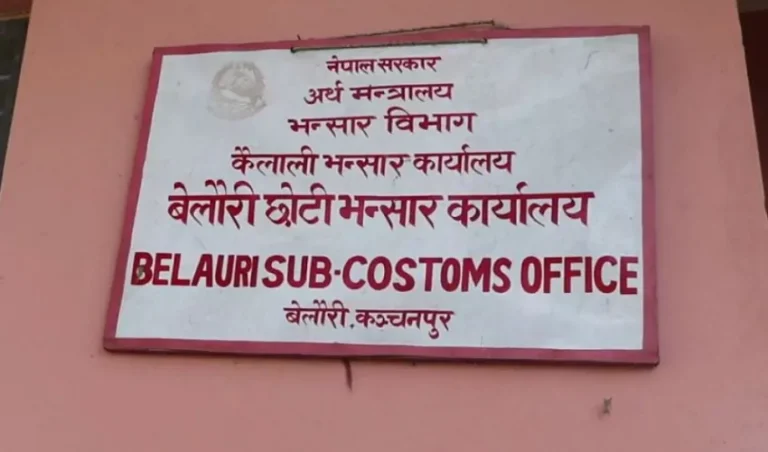 नेपाल सरकार
अर्थ मन्त्रालय
भन्सार विभाग
कैलाली भन्सार कार्यालय
बेलौरी छोटी भन्सार कार्यालय
BELAURI SUB-COSTOMS OFFICE
बेलौरी, कञ्चनपुर